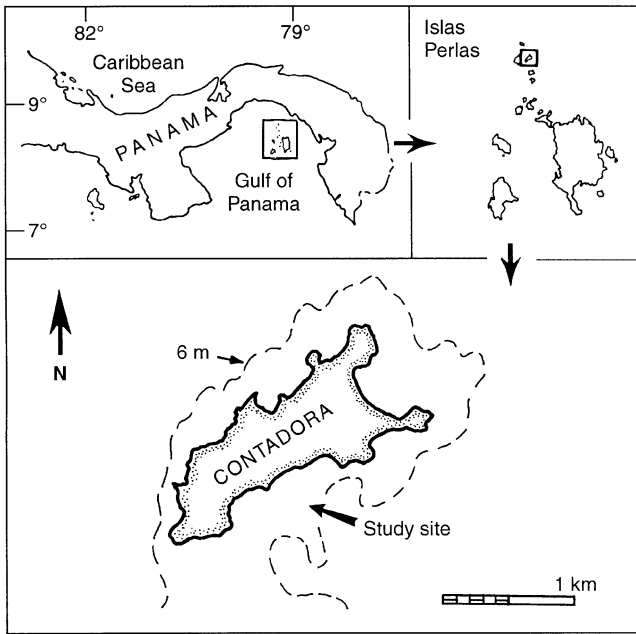 82°
79°
Caribbean
Sea
9°
PANAMA
Gulf of
Panama
7°
Islas
Perlas
6 m
N
CONTADORA
Study site
1 km